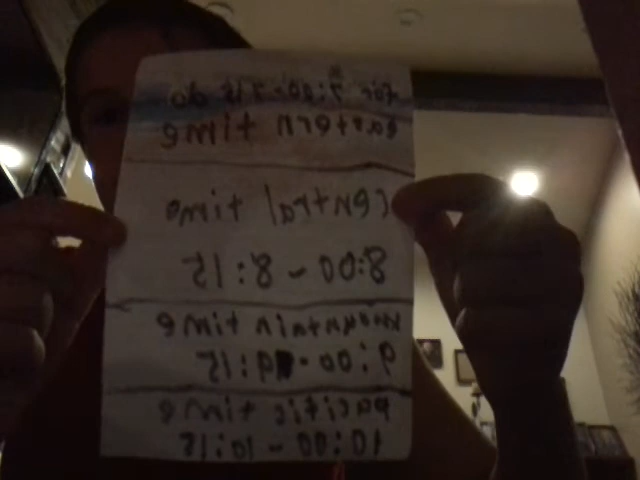 for 7:00-7:15 do
eastern time
central time
8:00 - 8:15
mountain time
9:00-9:15
pacific time
10:00 - 10:15